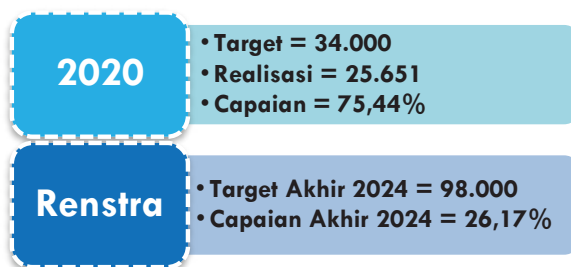 2020
• Target = 34.000
• Realisasi = 25.651
• Capaian = 75,44%
Renstra
• Target Akhir 2024 = 98.000
• Capaian Akhir 2024 = 26,17%